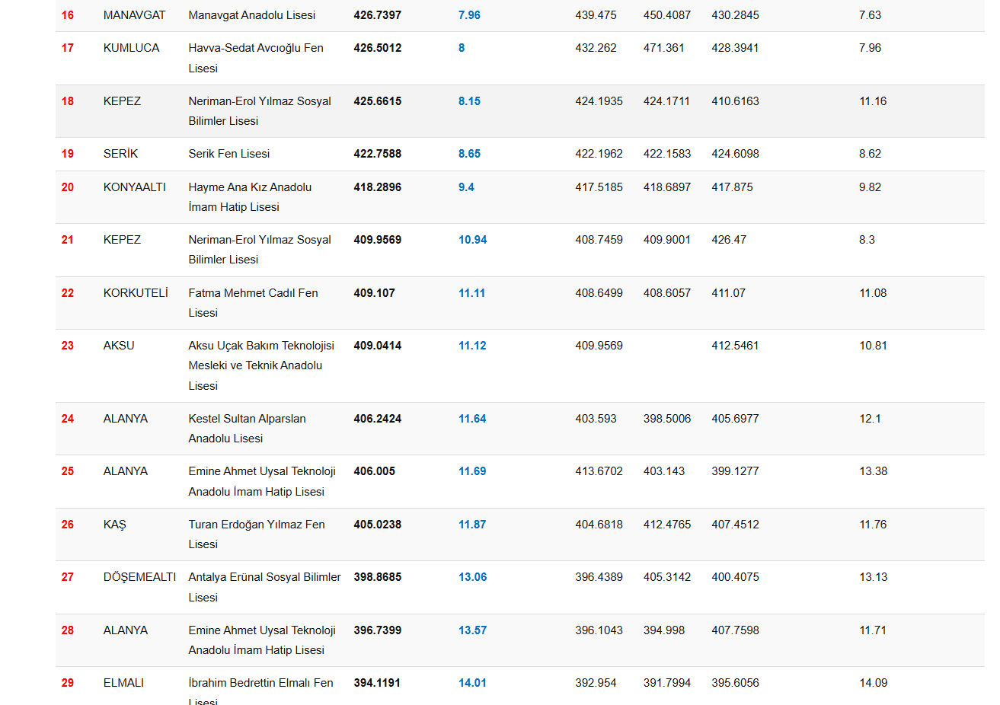 16 MANAVGAT Manavgat Anadolu Lisesi 426.7397 7.96 439.475 450.4087 430.2845 7.63
17 KUMLUCA Havva-Sedat Avcıoğlu Fen 426.5012 8 432.262 471.361 428.3941 7.96
Lisesi
18 KEPEZ Neriman-Erol Yılmaz Sosyal 425.6615 8.15 424.1935 424.1711 410.6163 11.16
Bilimler Lisesi
19 SERİK Serik Fen Lisesi 422.7588 8.65 422.1962 422.1583 424.6098 8.62
20 KONYAALTI Hayme Ana Kız Anadolu 418.2896 9.4 417.5185 418.6897 417.875 9.82
İmam Hatip Lisesi
21 KEPEZ Neriman-Erol Yılmaz Sosyal 409.9569 10.94 408.7459 409.9001 426.47 8.3
Bilimler Lisesi
22 KORKUTELİ Fatma Mehmet Cadıl Fen 409.107 11.11 408.6499 408.6057 411.07 11.08
Lisesi
23 AKSU Aksu Uçak Bakım Teknolojisi 409.0414 11.12 409.9569 412.5461 10.81
Mesleki ve Teknik Anadolu
Lisesi
24 ALANYA Kestel Sultan Alparslan 406.2424 11.64 403.593 398.5006 405.6977 12.1
Anadolu Lisesi
25 ALANYA Emine Ahmet Uysal Teknoloji 406.005 11.69 413.6702 403.143 399.1277 13.38
Anadolu İmam Hatip Lisesi
26 KAŞ Turan Erdoğan Yılmaz Fen 405.0238 11.87 404.6818 412.4765 407.4512 11.76
Lisesi
27 DÖŞEMEALTI Antalya Erünal Sosyal Bilimler 398.8685 13.06 396.4389 405.3142 400.4075 13.13
Lisesi
28 ALANYA Emine Ahmet Uysal Teknoloji 396.7399 13.57 396.1043 394.998 407.7598 11.71
Anadolu İmam Hatip Lisesi
29 ELMALI İbrahim Bedrettin Elmalı Fen 394.1191 14.01 392.954 391.7994 395.6056 14.09
Lisesi